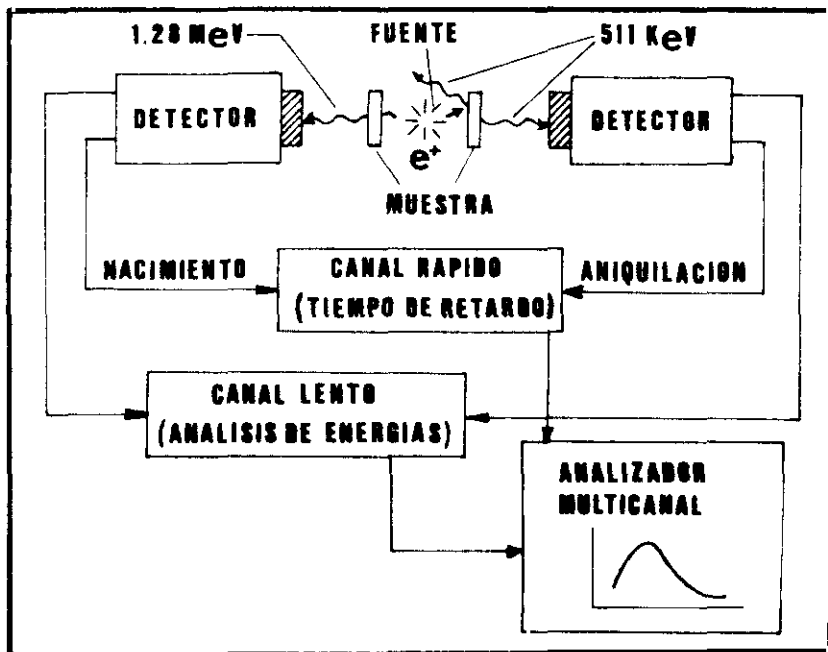 1.28 MeV
FUENTE
511 KeV
DETECTOR
DETECTOR
e+
MUESTRA
NACIMIENTO
CANAL RAPIDO
(TIEMPO DE RETARDO)
ANIQUILACION
CANAL LENTO
(ANALISIS DE ENERGIAS)
ANALIZADOR
MULTICANAL